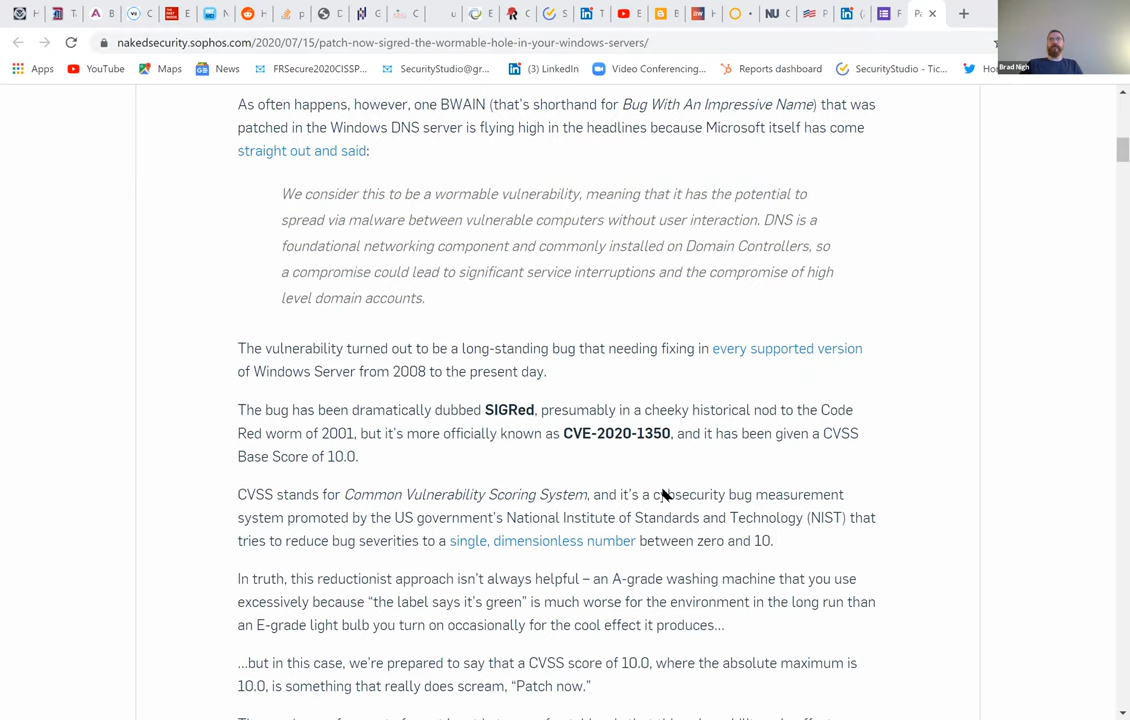 H
T
B
C
E
N
H
p
D
G
C
u
E
C
T
E
B
H
NU C
P
(
F
Pa
nakedsecurity.sophos.com/2020/07/15/patch-now-sigred-the-wormable-hole-in-your-windows-servers/
Brad Nigh
Apps YouTube Maps News FRSecure2020CISSP... SecurityStudio@gr... (3) LinkedIn Video Conferencing... Reports dashboard SecurityStudio - Tic...
As often happens, however, one BWAIN (that's shorthand for Bug With An Impressive Name) that was
patched in the Windows DNS server is flying high in the headlines because Microsoft itself has come
straight out and said:
We consider this to be a wormable vulnerability, meaning that it has the potential to
spread via malware between vulnerable computers without user interaction. DNS is a
foundational networking component and commonly installed on Domain Controllers, so
a compromise could lead to significant service interruptions and the compromise of high
level domain accounts.
The vulnerability turned out to be a long-standing bug that needing fixing in every supported version
of Windows Server from 2008 to the present day.
The bug has been dramatically dubbed SIGRed, presumably in a cheeky historical nod to the Code
Red worm of 2001, but it's more officially known as CVE-2020-1350, and it has been given a CVSS
Base Score of 10.0.
CVSS stands for Common Vulnerability Scoring System, and it's a cybsecurity bug measurement
system promoted by the US government's National Institute of Standards and Technology (NIST) that
tries to reduce bug severities to a single, dimensionless number between zero and 10.
In truth, this reductionist approach isn't always helpful – an A-grade washing machine that you use
excessively because “the label says it's green” is much worse for the environment in the long run than
an E-grade light bulb you turn on occasionally for the cool effect it produces...
...but in this case, we're prepared to say that a CVSS score of 10.0, where the absolute maximum is
10.0, is something that really does scream, “Patch now.”